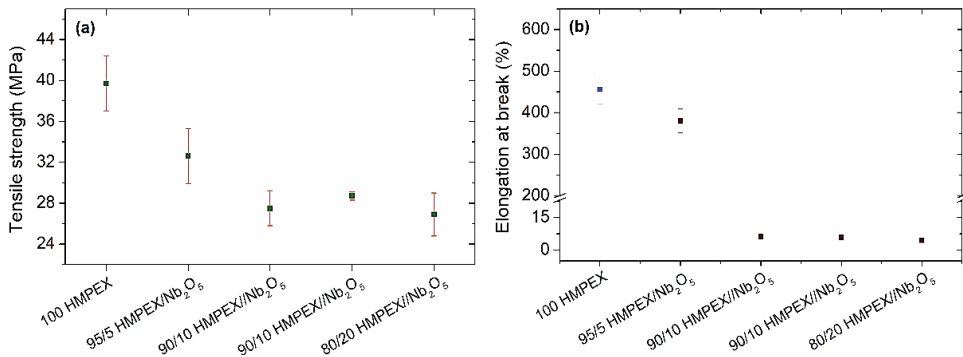 (a)
Tensile strength (MPa)
44
40
36
32
28
24
100 HMPEX
95/5 HMPEX/Nb₂O₅
90/10 HMPEX//Nb₂O₅
90/10 HMPEX//Nb₂O₅
80/20 HMPEX//Nb₂O₅
(b)
Elongation at break (%)
600
500
400
300
200
15
0
100 HMPEX
95/5 HMPEX/Nb₂O₅
90/10 HMPEX//Nb₂O₅
90/10 HMPEX//Nb₂O₅
80/20 HMPEX//Nb₂O₅